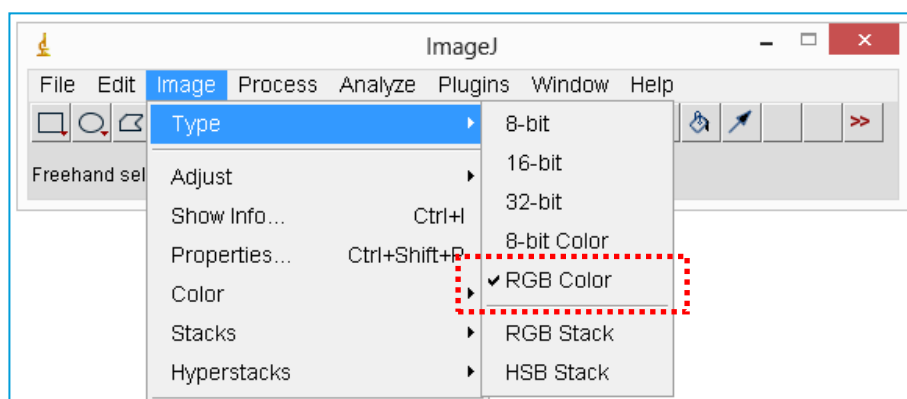 ImageJ
File Edit Image Process Analyze Plugins Window Help
>>
Freehand sel
Type
Adjust
Show Info... Ctrl+I
Properties... Ctrl+Shift+P
Color
Stacks
Hyperstacks
8-bit
16-bit
32-bit
8-bit Color
RGB Color
RGB Stack
HSB Stack